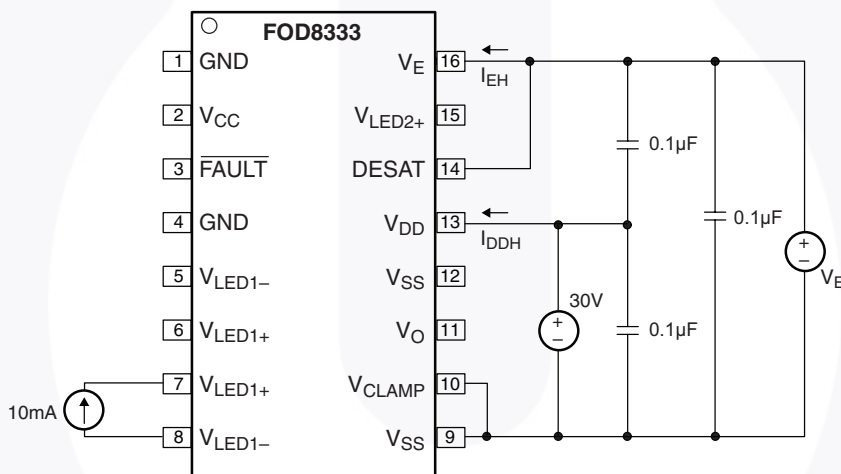 FOD8333
1 GND
2 VCC
3 FAULT
4 GND
5 VLED1–
6 VLED1+
7 VLED1+
8 VLED1–
10mA
VE 16
VLED2+ 15
DESAT 14
VDD 13
VSS 12
VO 11
VCLAMP 10
VSS 9
IEH
IDDH
0.1µF
0.1µF
0.1µF
30V
+
–
+
–
VE